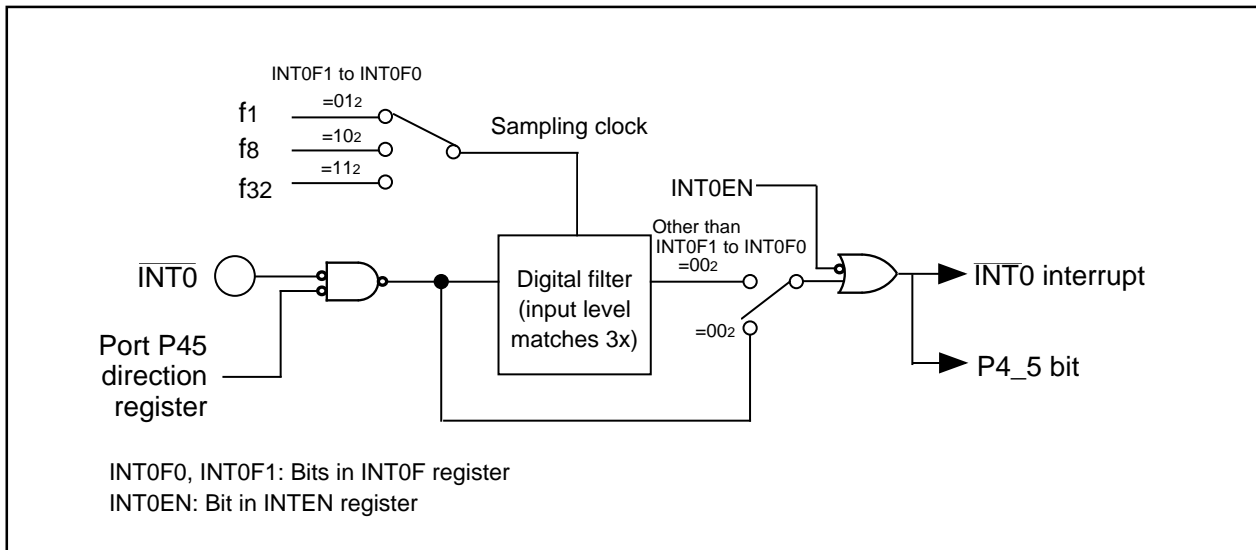 INT0F1 to INT0F0
f1
=012
f8
=102
f32
=112
Sampling clock
INT0EN
Other than
INT0F1 to INT0F0
=002
INT0
Digital filter
(input level
matches 3x)
=002
INT0 interrupt
Port P45
direction
register
P4_5 bit
INT0F0, INT0F1: Bits in INT0F register
INT0EN: Bit in INTEN register